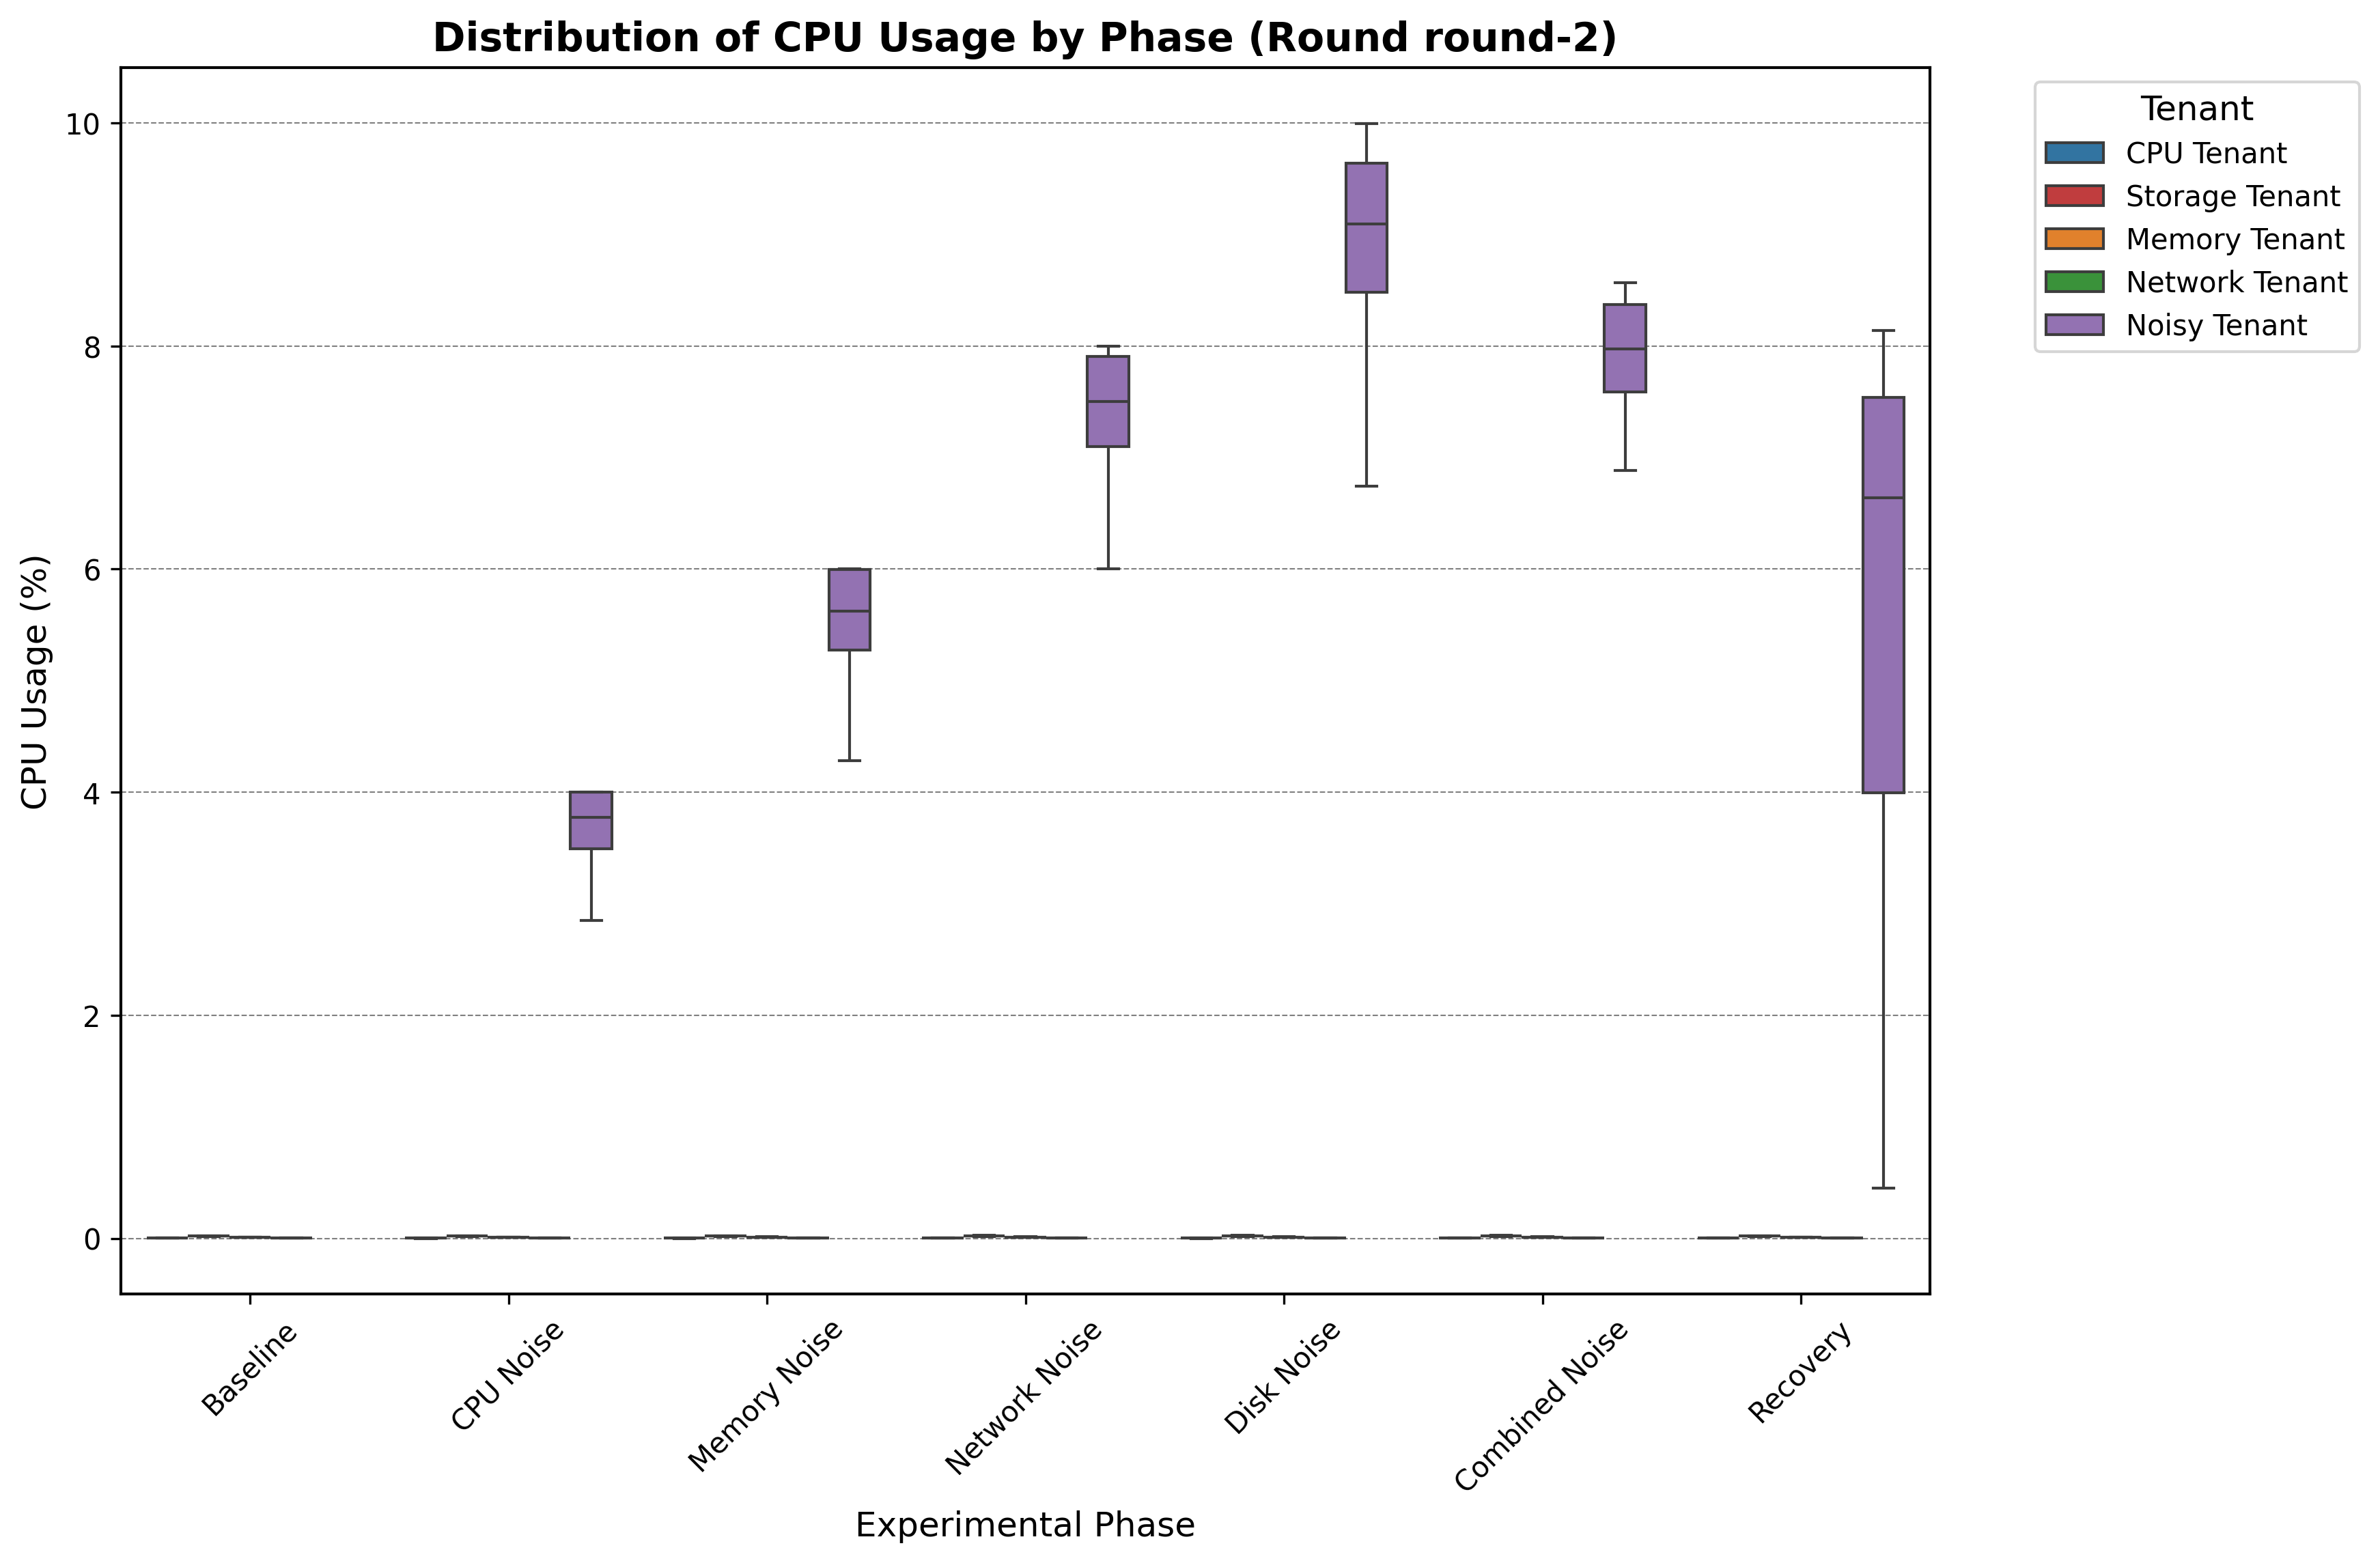 Distribution of CPU Usage by Phase (Round round-2)
CPU Usage (%)
10
8
6
4
2
0
Baseline
CPU Noise
Memory Noise
Network Noise
Disk Noise
Combined Noise
Recovery
Experimental Phase
Tenant
CPU Tenant
Storage Tenant
Memory Tenant
Network Tenant
Noisy Tenant